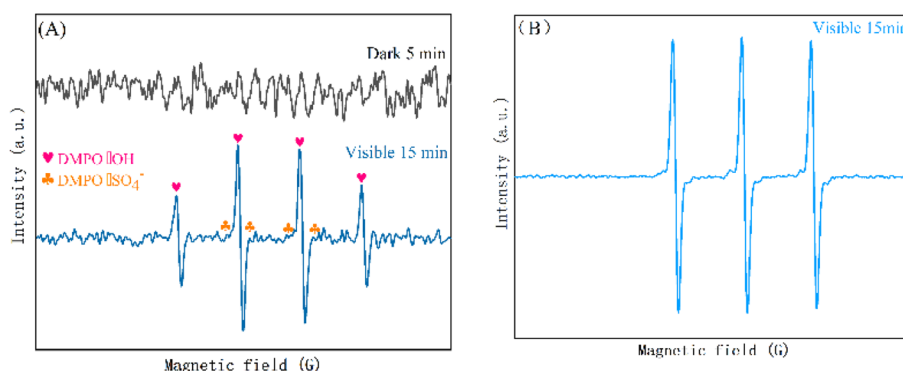 (A)
Dark 5 min
♥ DMPO▯OH
Visible 15 min
♣ DMPO▯SO₄⁻
Intensity (a.u.)
Magnetic field (G)
(B)
Visible 15min
Intensity (a.u.)
Magnetic field (G)